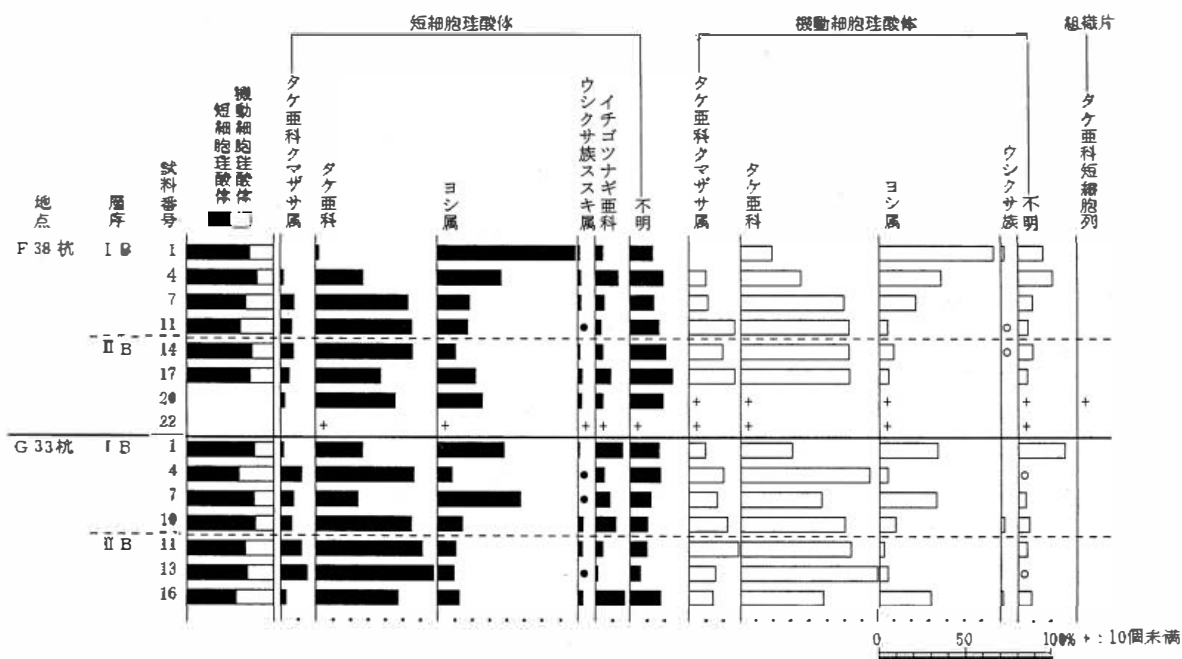 短細胞珪酸体
機動細胞珪酸体
組織片
地点
層序
試料番号
短細胞珪酸体
機動細胞珪酸体
タケ亜科クマザサ属
タケ亜科
ヨシ属
ウシクサ族ススキ属
イチゴツナギ亜科
不明
タケ亜科クマザサ属
タケ亜科
ヨシ属
ウシクサ族
不明
タケ亜科短細胞列
F 38 杭 I B 1
4
7
11
II B 14
17
20 + + + + +
22 + + + + + + + + +
G 33 杭 I B 1
4
7
10
II B 11
13
16
0 50 100% + : 10個未満